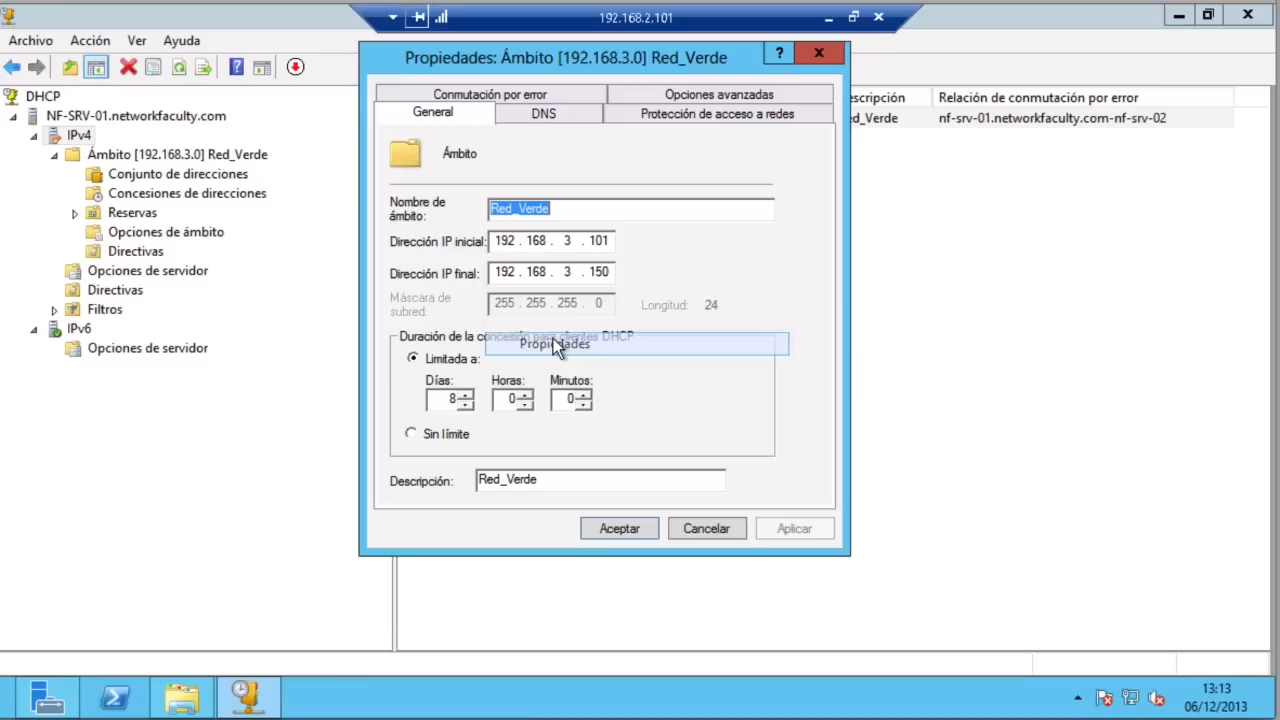 192.168.2.101
Archivo Acción Ver Ayuda
DHCP
NF-SRV-01.networkfaculty.com
IPv4
Ámbito [192.168.3.0] Red_Verde
Conjunto de direcciones
Concesiones de direcciones
Reservas
Opciones de ámbito
Directivas
Opciones de servidor
Directivas
Filtros
IPv6
Opciones de servidor
Propiedades: Ámbito [192.168.3.0] Red_Verde
? x
Conmutación por error Opciones avanzadas
General DNS Protección de acceso a redes
Ámbito
Nombre de
ámbito: Red_Verde
Dirección IP inicial: 192 . 168 . 3 . 101
Dirección IP final: 192 . 168 . 3 . 150
Máscara de
subred: 255 . 255 . 255 . 0 Longitud: 24
Duración de la concesión para clientes DHCP
Propiedades
Limitada a:
Días: Horas: Minutos:
8 0 0
Sin límite
Descripción: Red_Verde
Aceptar Cancelar Aplicar
escripción Relación de conmutación por error
ed_Verde nf-srv-01.networkfaculty.com-nf-srv-02
13:13
06/12/2013